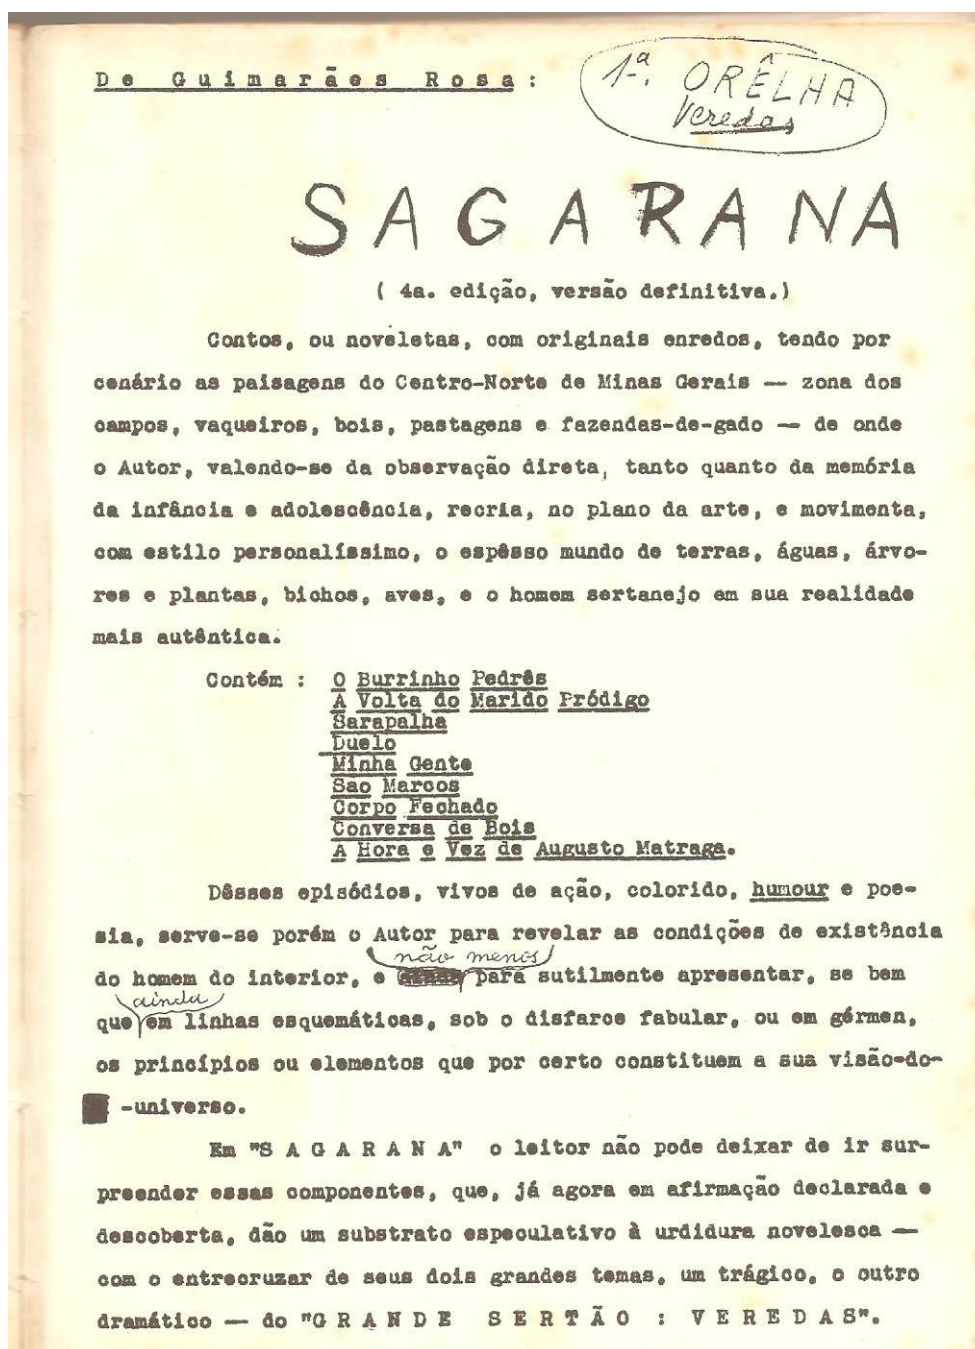 De Guimarães Rosa :
1ª. ORÊLHA
Veredas
SAGARANA
( 4a. edição, versão definitiva.)
Contos, ou noveletas, com originais enredos, tendo por
cenário as paisagens do Centro-Norte de Minas Gerais — zona dos
campos, vaqueiros, bois, pastagens e fazendas-de-gado — de onde
o Autor, valendo-se da observação direta, tanto quanto da memória
da infância e adolescência, recria, no plano da arte, e movimenta,
com estilo personalíssimo, o espêsso mundo de terras, águas, árvo-
res e plantas, bichos, aves, e o homem sertanejo em sua realidade
mais autêntica.
Contém : O Burrinho Pedrês
A Volta do Marido Pródigo
Sarapalha
Duelo
Minha Gente
Sao Marcos
Corpo Fechado
Conversa de Bois
A Hora e Vez de Augusto Matraga.
Dêsses episódios, vivos de ação, colorido, humour e poe-
sia, serve-se porém o Autor para revelar as condições de existência
não menos
do homem do interior, e para sutilmente apresentar, se bem
ainda
que em linhas esquemáticas, sob o disfarce fabular, ou em gérmen,
os princípios ou elementos que por certo constituem a sua visão-do-
-universo.
Em "S A G A R A N A" o leitor não pode deixar de ir sur-
preender essas componentes, que, já agora em afirmação declarada e
descoberta, dão um substrato especulativo à urdidura novelesca —
com o entrecruzar de seus dois grandes temas, um trágico, o outro
dramático — do "G R A N D E S E R T Ã O : V E R E D A S".